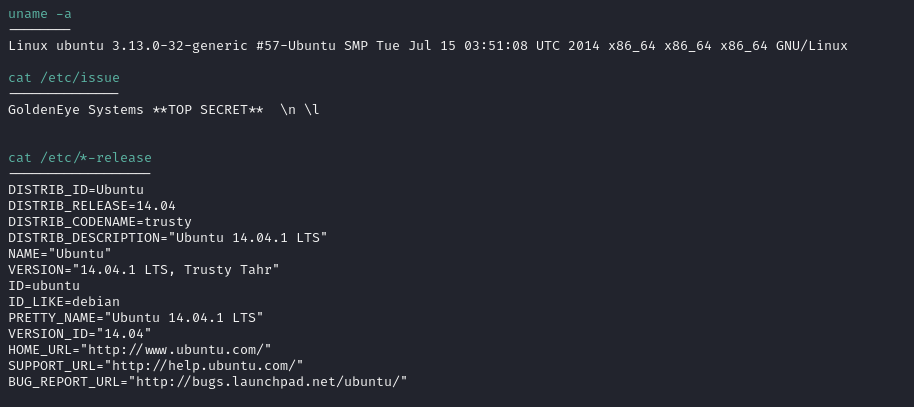 uname -a
--------
Linux ubuntu 3.13.0-32-generic #57-Ubuntu SMP Tue Jul 15 03:51:08 UTC 2014 x86_64 x86_64 x86_64 GNU/Linux
cat /etc/issue
--------------
GoldenEye Systems **TOP SECRET**  \n \l
cat /etc/*-release
------------------
DISTRIB_ID=Ubuntu
DISTRIB_RELEASE=14.04
DISTRIB_CODENAME=trusty
DISTRIB_DESCRIPTION="Ubuntu 14.04.1 LTS"
NAME="Ubuntu"
VERSION="14.04.1 LTS, Trusty Tahr"
ID=ubuntu
ID_LIKE=debian
PRETTY_NAME="Ubuntu 14.04.1 LTS"
VERSION_ID="14.04"
HOME_URL="http://www.ubuntu.com/"
SUPPORT_URL="http://help.ubuntu.com/"
BUG_REPORT_URL="http://bugs.launchpad.net/ubuntu/"